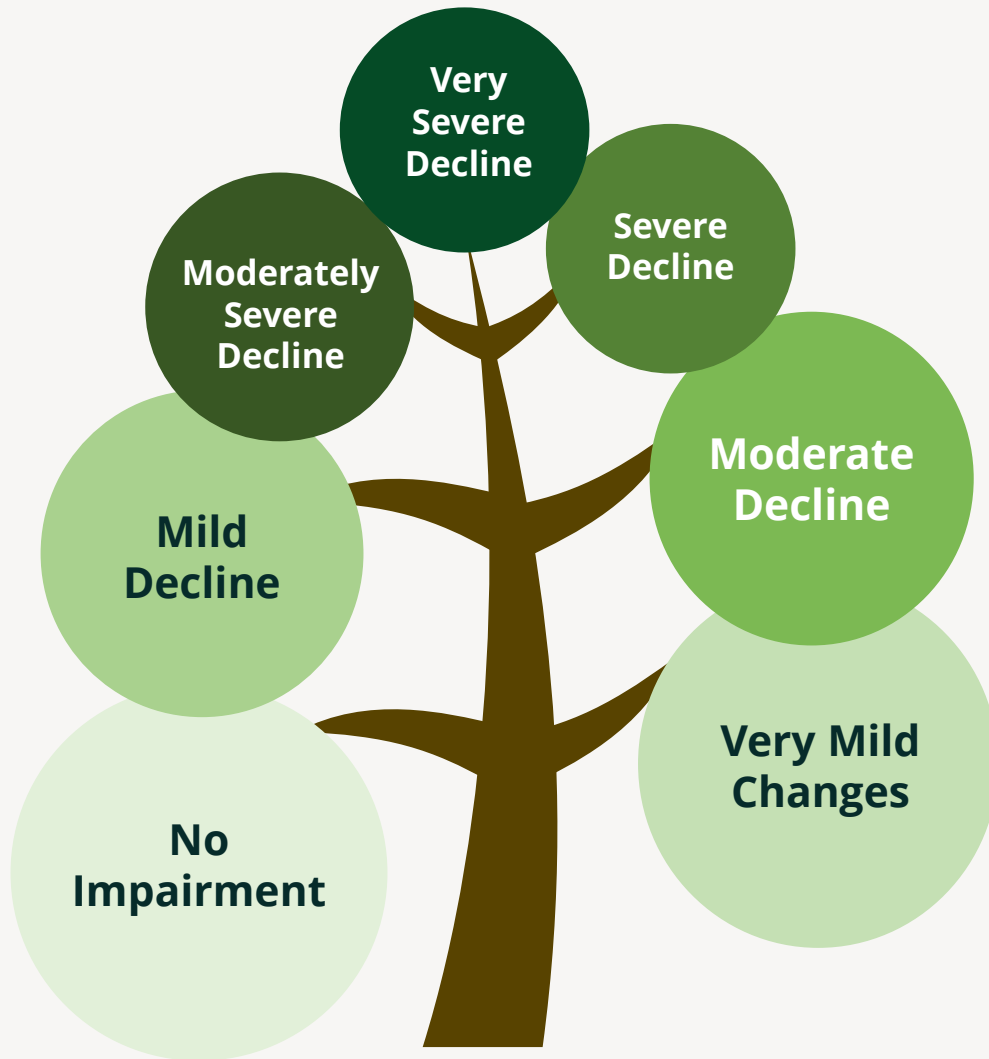 Very
Severe
Decline
Severe
Decline
Moderately
Severe
Decline
Moderate
Decline
Mild
Decline
Very Mild
Changes
No
Impairment